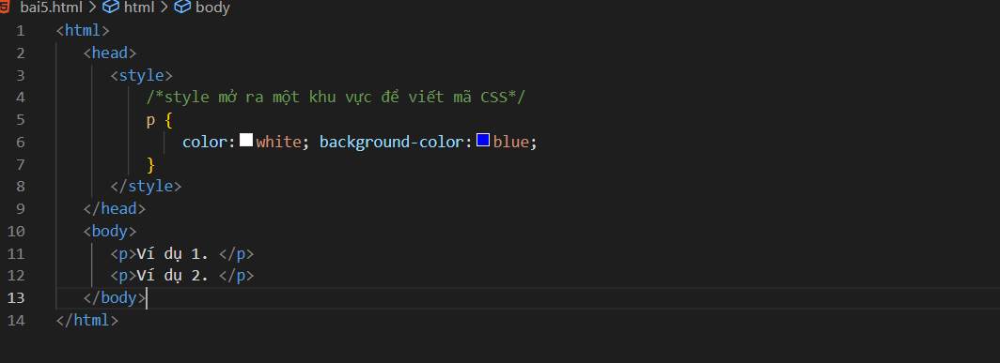 bai5.html > html > body
1 <html>
2 <head>
3 <style>
4 /*style mở ra một khu vực để viết mã CSS*/
5 p {
6 color: white; background-color: blue;
7 }
8 </style>
9 </head>
10 <body>
11 <p>Ví dụ 1. </p>
12 <p>Ví dụ 2. </p>
13 </body>
14 </html>